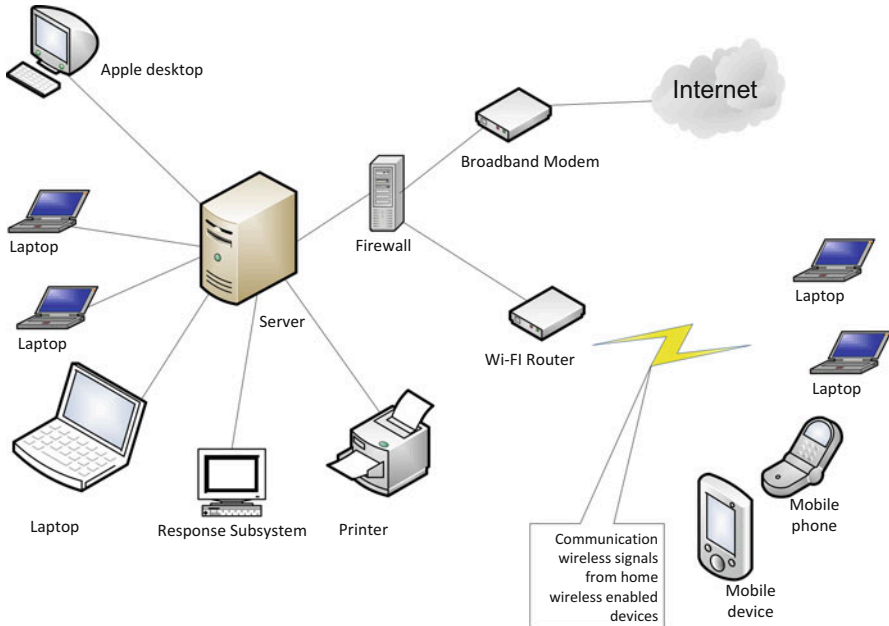 Apple desktop
Internet
Broadband Modem
Laptop
Firewall
Laptop
Server
Laptop
Wi-FI Router
Laptop
Laptop
Response Subsystem
Printer
Mobile
phone
Communication
wireless signals
from home
wireless enabled
devices
Mobile
device